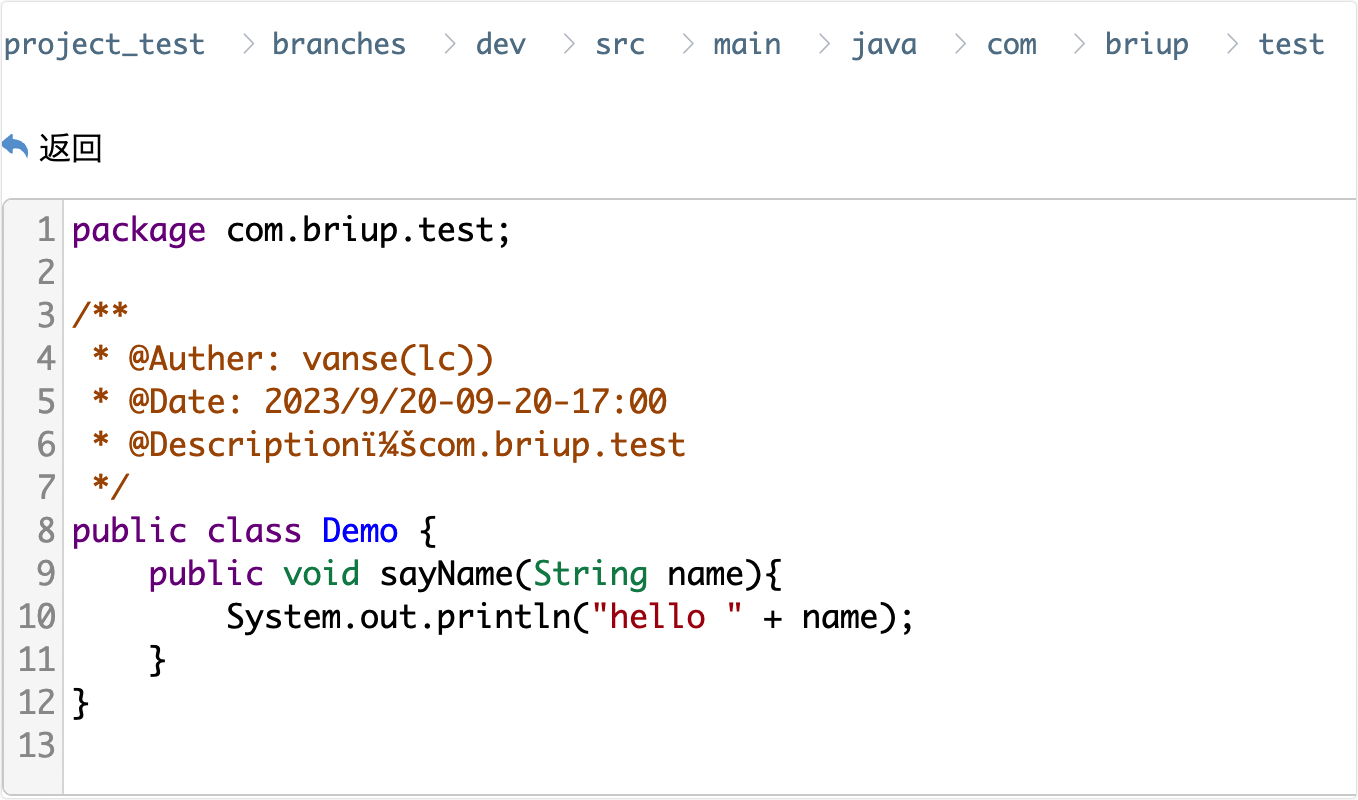 project_test > branches > dev > src > main > java > com > briup > test
返回
1 package com.briup.test;
2
3 /**
4  * @Auther: vanse(lc))
5  * @Date: 2023/9/20-09-20-17:00
6  * @Descriptionï¼šcom.briup.test
7  */
8 public class Demo {
9     public void sayName(String name){
10         System.out.println("hello " + name);
11     }
12 }
13